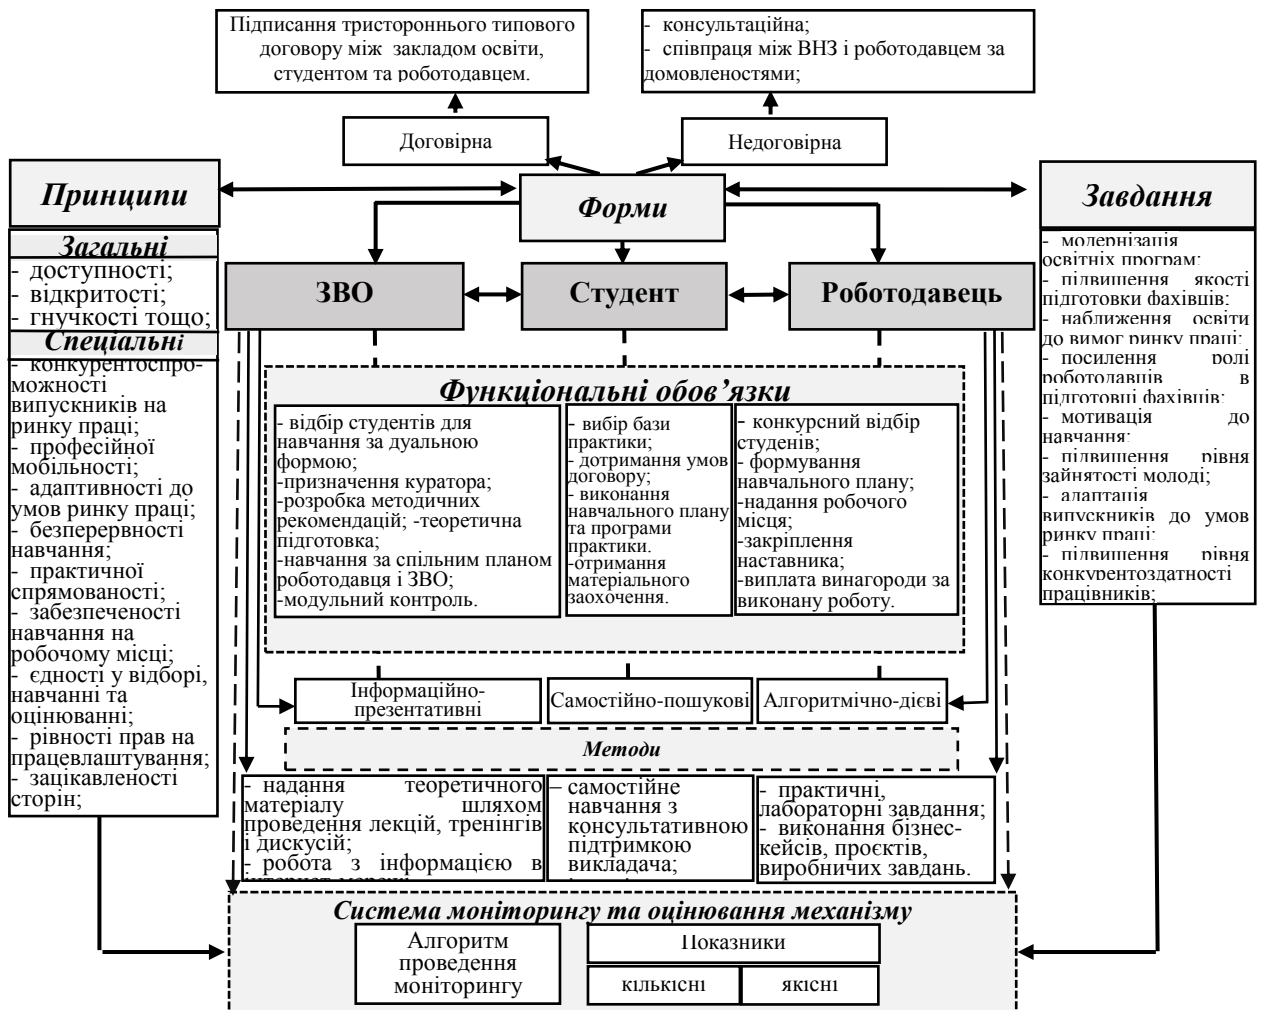 Підписання тристороннього типового
договору між закладом освіти,
студентом та роботодавцем.
- консультаційна;
- співпраця між ВНЗ і роботодавцем за
домовленостями;
Договірна
Недоговірна
Принципи
Форми
Завдання
Загальні
- доступності;
- відкритості;
- гнучкості тощо;
Спеціальні
- конкурентоспро-
можності
випускників на
ринку праці;
- професійної
мобільності;
- адаптивності до
умов ринку праці;
- безперервності
навчання;
- практичної
спрямованості;
- забезпеченості
навчання на
робочому місці;
- єдності у відборі,
навчанні та
оцінюванні;
- рівності прав на
працевлаштування;
- зацікавленості
сторін;
ЗВО
Студент
Роботодавець
- модернізація
освітніх програм;
- підвищення якості
підготовки фахівців;
- наближення освіти
до вимог ринку праці;
- посилення ролі
роботодавців в
підготовці фахівців;
- мотивація до
навчання;
- підвищення рівня
зайнятості молоді;
- адаптація
випускників до умов
ринку праці;
- підвищення рівня
конкурентоздатності
працівників;
Функціональні обов’язки
- відбір студентів для
навчання за дуальною
формою;
-призначення куратора;
-розробка методичних
рекомендацій; -теоретична
підготовка;
-навчання за спільним планом
роботодавця і ЗВО;
-модульний контроль.
- вибір бази
практики;
- дотримання умов
договору;
- виконання
навчального плану
та програми
практики.
-отримання
матеріального
заохочення.
- конкурсний відбір
студенів;
- формування
навчального плану;
-надання робочого
місця;
-закріплення
наставника;
-виплата винагороди за
виконану роботу.
Інформаційно-
презентативні
Самостійно-пошукові
Алгоритмічно-дієві
Методи
- надання теоретичного
матеріалу шляхом
проведення лекцій, тренінгів
і дискусій;
- робота з інформацією в
– самостійне
навчання з
консультативною
підтримкою
викладача;
- практичні,
лабораторні завдання;
- виконання бізнес-
кейсів, проєктів,
виробничих завдань.
Система моніторингу та оцінювання механізму
Алгоритм
проведення
моніторингу
Показники
кількісні
якісні